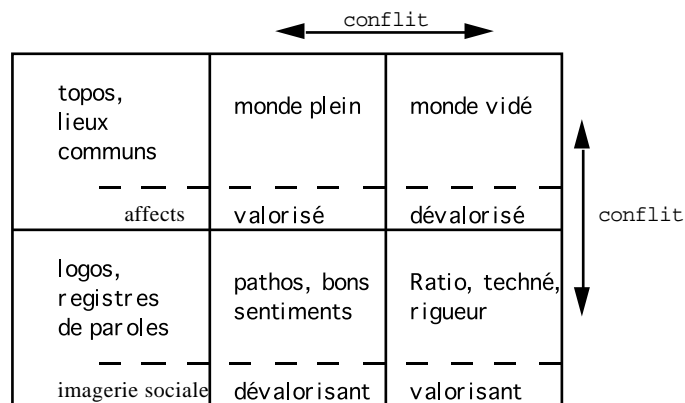 conflit
topos,
lieux
communs
monde plein
monde vidé
affects
valorisé
dévalorisé
conflit
logos,
registres
de paroles
pathos, bons
sentiments
Ratio, techné,
rigueur
imagerie sociale
dévalorisant
valorisant